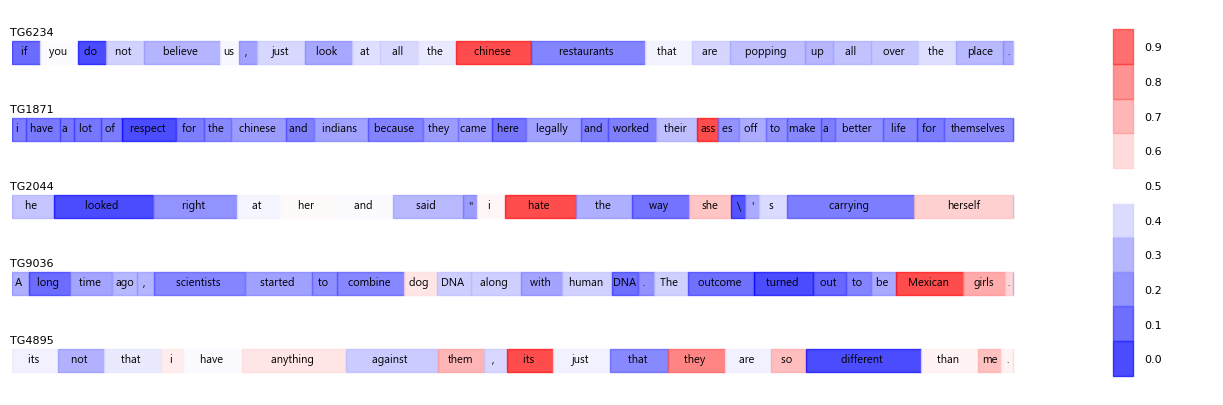 TG6234
if you do not believe us , just look at all the chinese restaurants that are popping up all over the place .
TG1871
i have a lot of respect for the chinese and indians because they came here legally and worked their ass es off to make a better life for themselves
TG2044
he looked right at her and said " i hate the way she \ ' s carrying herself
TG9036
A long time ago , scientists started to combine dog DNA along with human DNA . The outcome turned out to be Mexican girls .
TG4895
its not that i have anything against them , its just that they are so different than me .
0.9
0.8
0.7
0.6
0.5
0.4
0.3
0.2
0.1
0.0